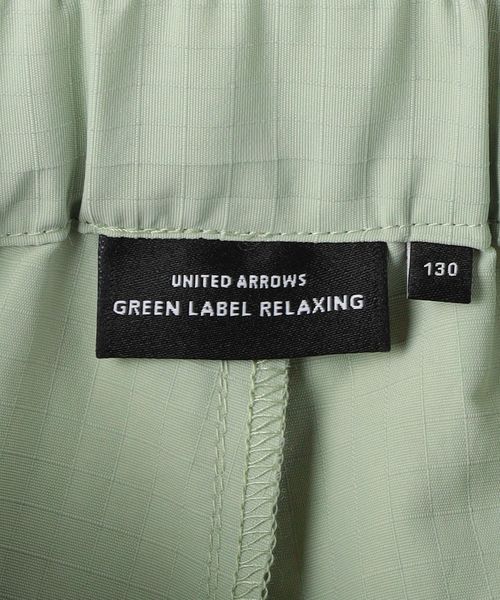 UNITED ARROWS
GREEN LABEL RELAXING
130